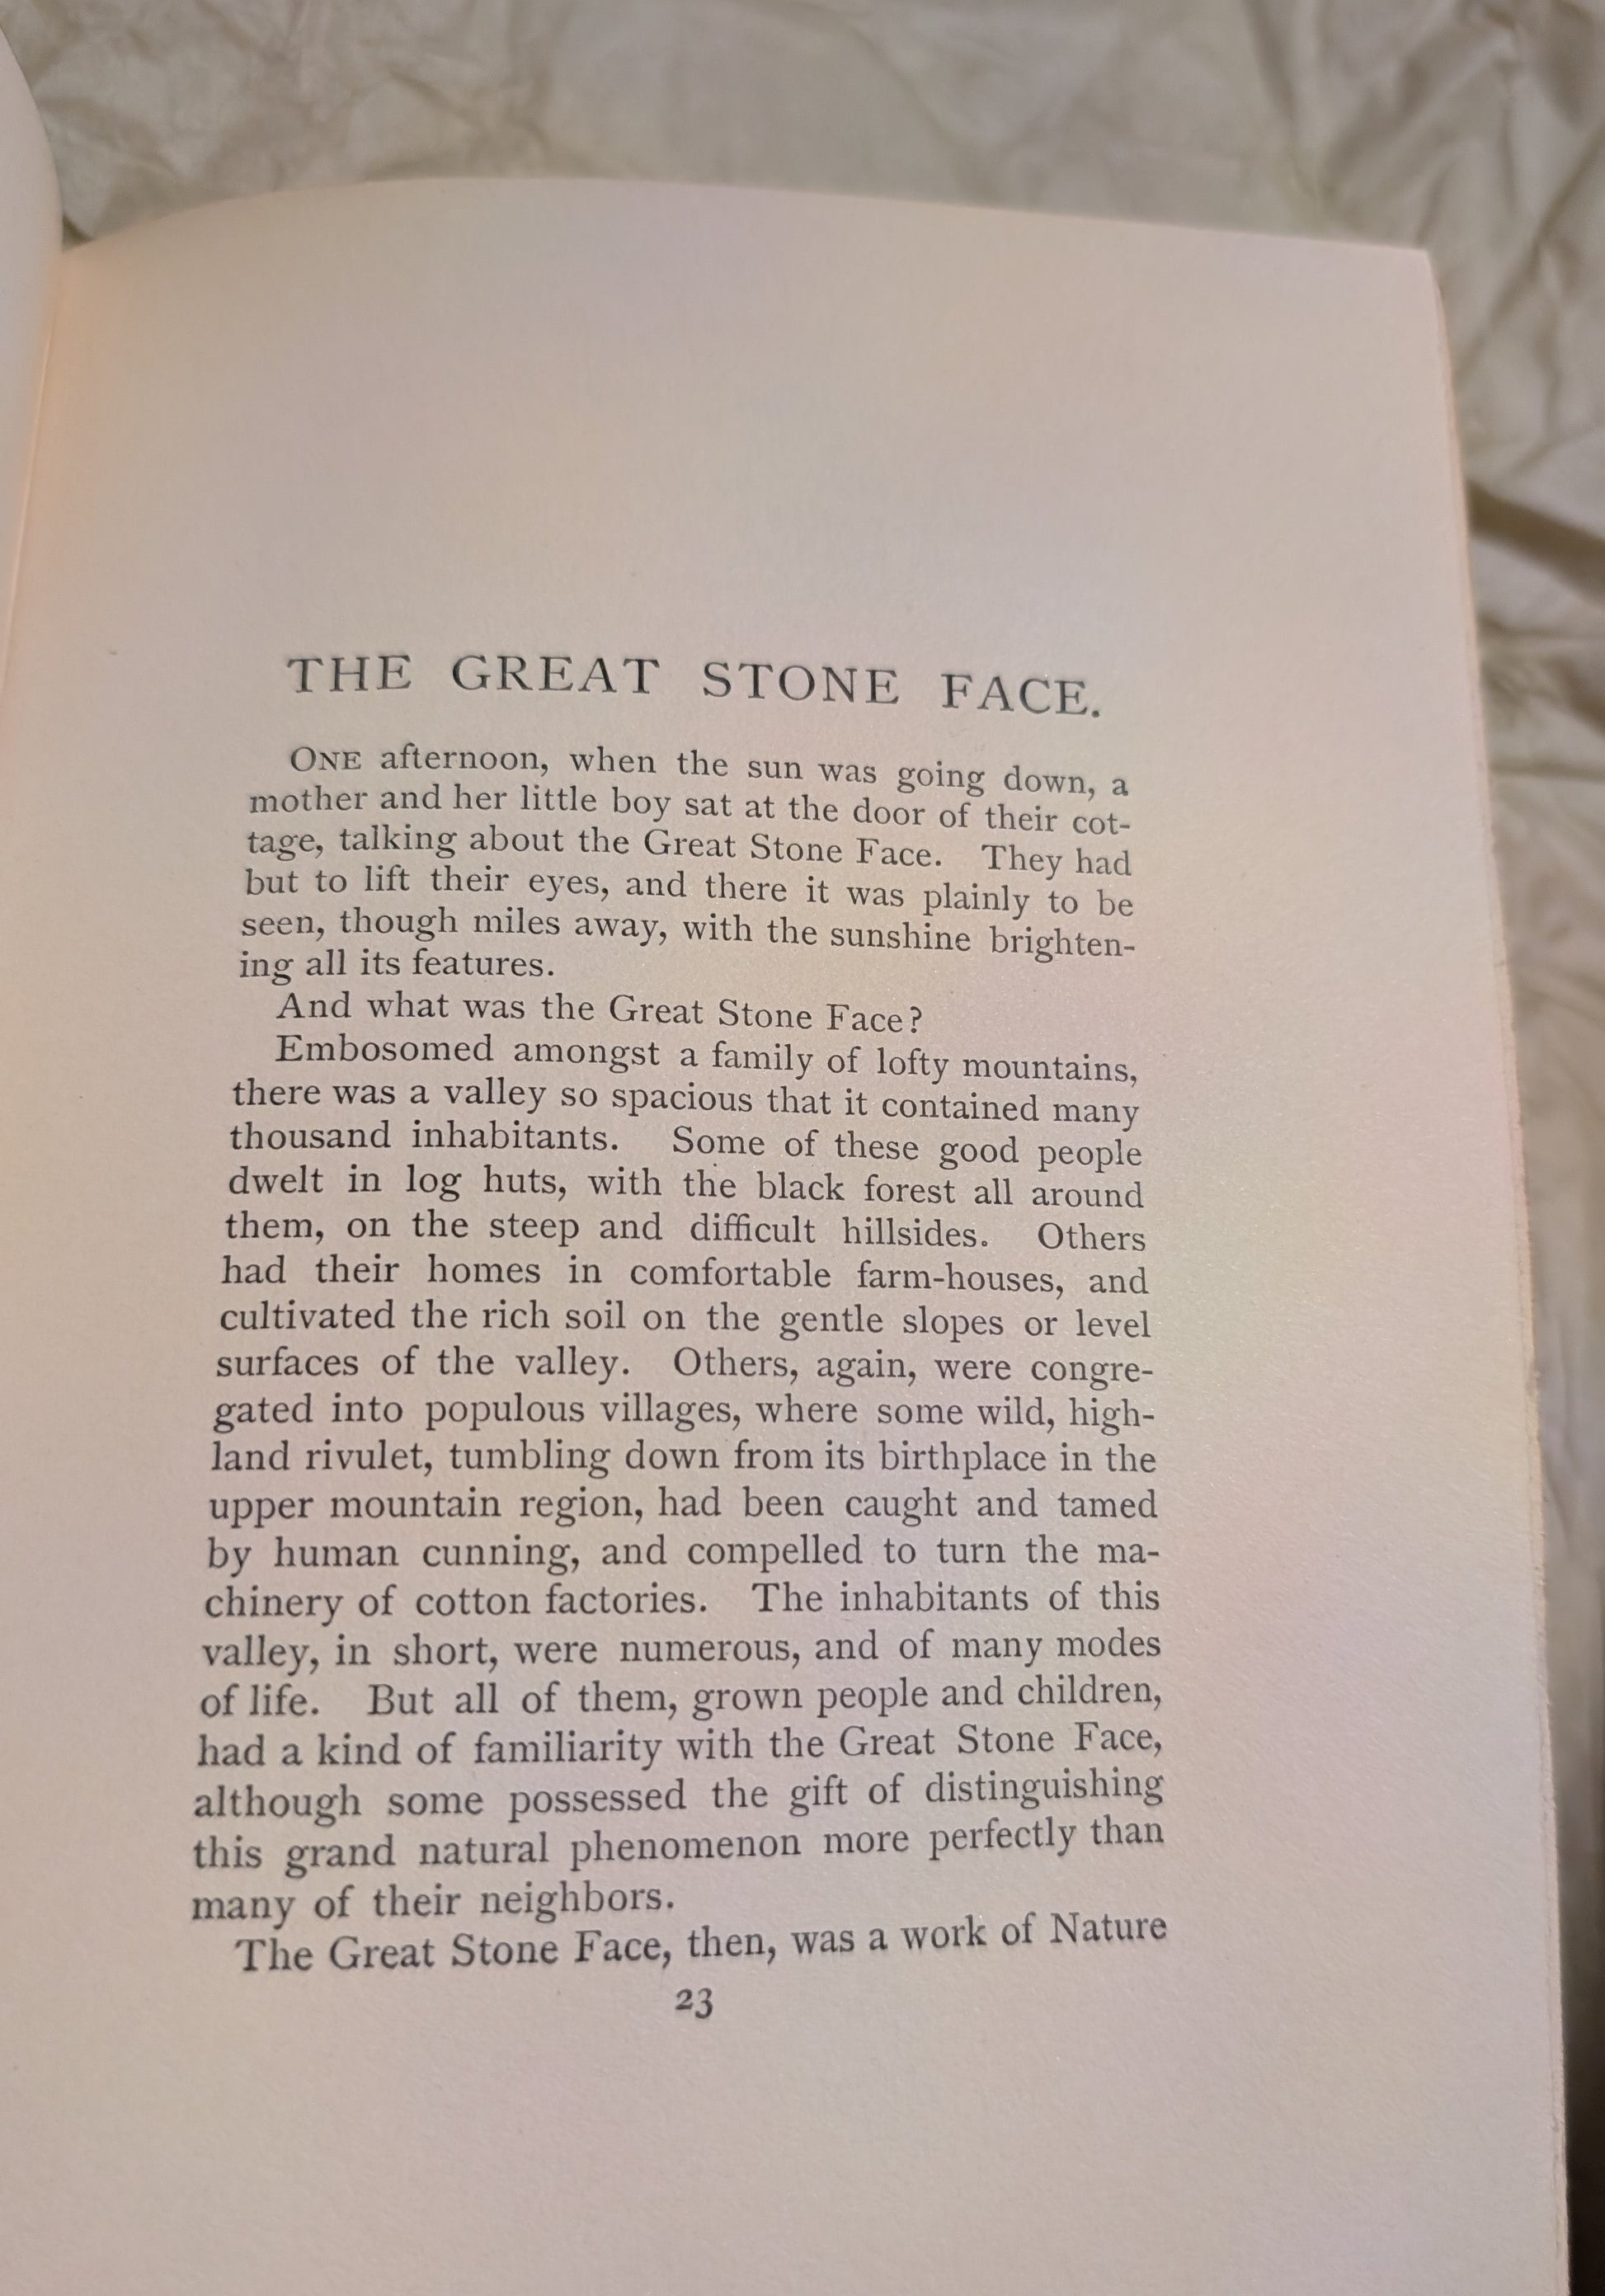 THE GREAT STONE FACE.
ONE afternoon, when the sun was going down, a
mother and her little boy sat at the door of their cot-
tage, talking about the Great Stone Face. They had
but to lift their eyes, and there it was plainly to be
seen, though miles away, with the sunshine brighten-
ing all its features.
And what was the Great Stone Face?
Embosomed amongst a family of lofty mountains,
there was a valley so spacious that it contained many
thousand inhabitants. Some of these good people
dwelt in log huts, with the black forest all around
them, on the steep and difficult hillsides. Others
had their homes in comfortable farm-houses, and
cultivated the rich soil on the gentle slopes or level
surfaces of the valley. Others, again, were congre-
gated into populous villages, where some wild, high-
land rivulet, tumbling down from its birthplace in the
upper mountain region, had been caught and tamed
by human cunning, and compelled to turn the ma-
chinery of cotton factories. The inhabitants of this
valley, in short, were numerous, and of many modes
of life. But all of them, grown people and children,
had a kind of familiarity with the Great Stone Face,
although some possessed the gift of distinguishing
this grand natural phenomenon more perfectly than
many of their neighbors.
The Great Stone Face, then, was a work of Nature
23